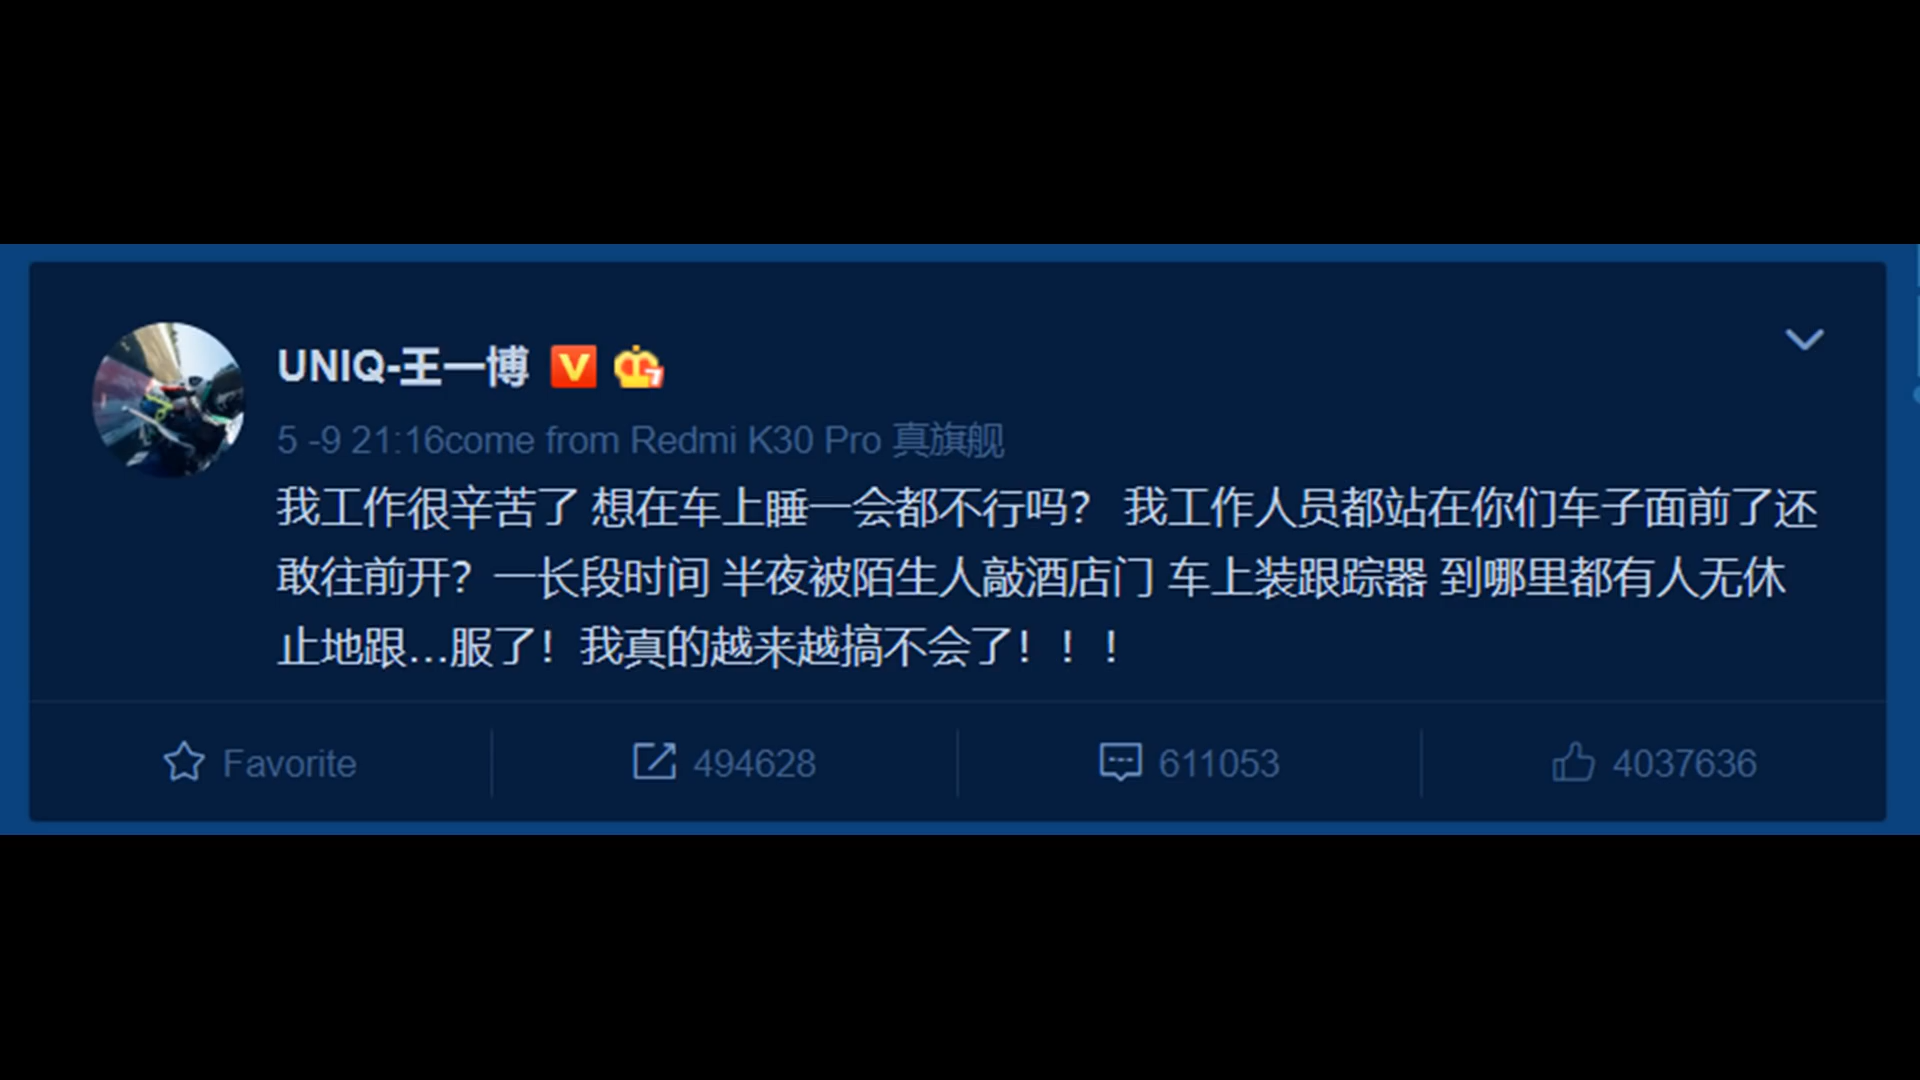 UNIQ-王一博
5 -9 21:16come from Redmi K30 Pro 真旗舰
我工作很辛苦了 想在车上睡一会都不行吗? 我工作人员都站在你们车子面前了还
敢往前开? 一长段时间 半夜被陌生人敲酒店门 车上装跟踪器 到哪里都有人无休
止地跟...服了! 我真的越来越搞不会了! ! !
Favorite
494628
611053
4037636